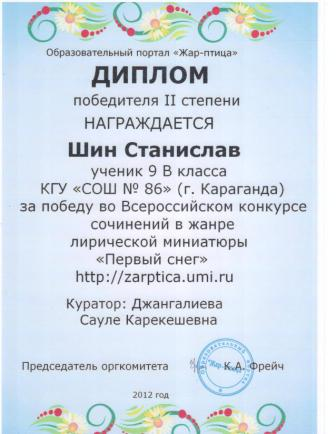 Образовательный портал «Жар-птица»
ДИПЛОМ
победителя II степени
НАГРАЖДАЕТСЯ
Шин Станислав
ученик 9 В класса
КГУ «СОШ № 86» (г. Караганда)
за победу во Всероссийском конкурсе
сочинений в жанре
лирической миниатюры
«Первый снег»
http://zarptica.umi.ru
Куратор: Джангалиева
Сауле Карекешевна
Председатель оргкомитета К.А. Фрейч
2012 год